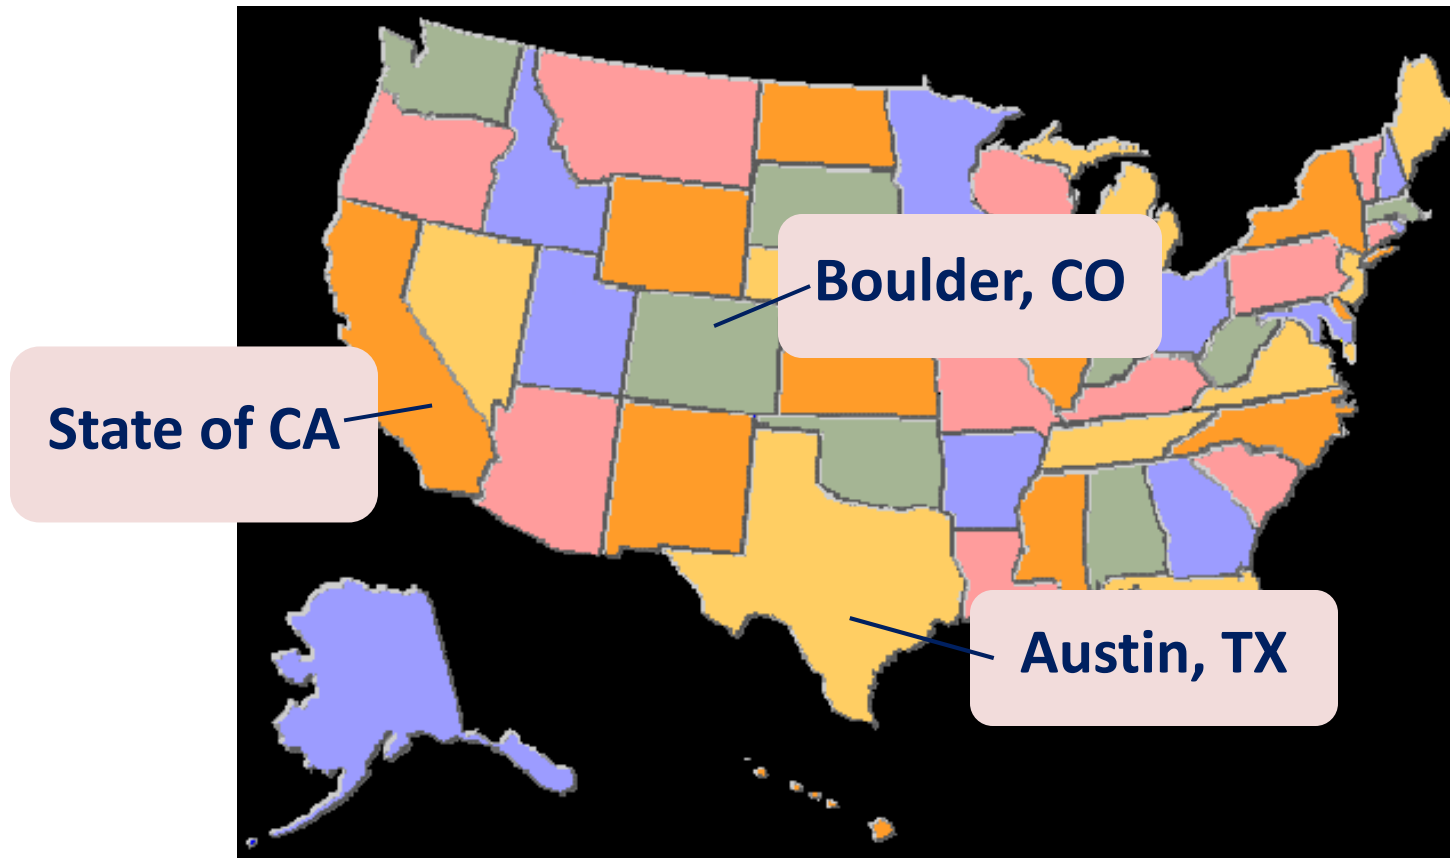 Boulder, CO
State of CA
Austin, TX